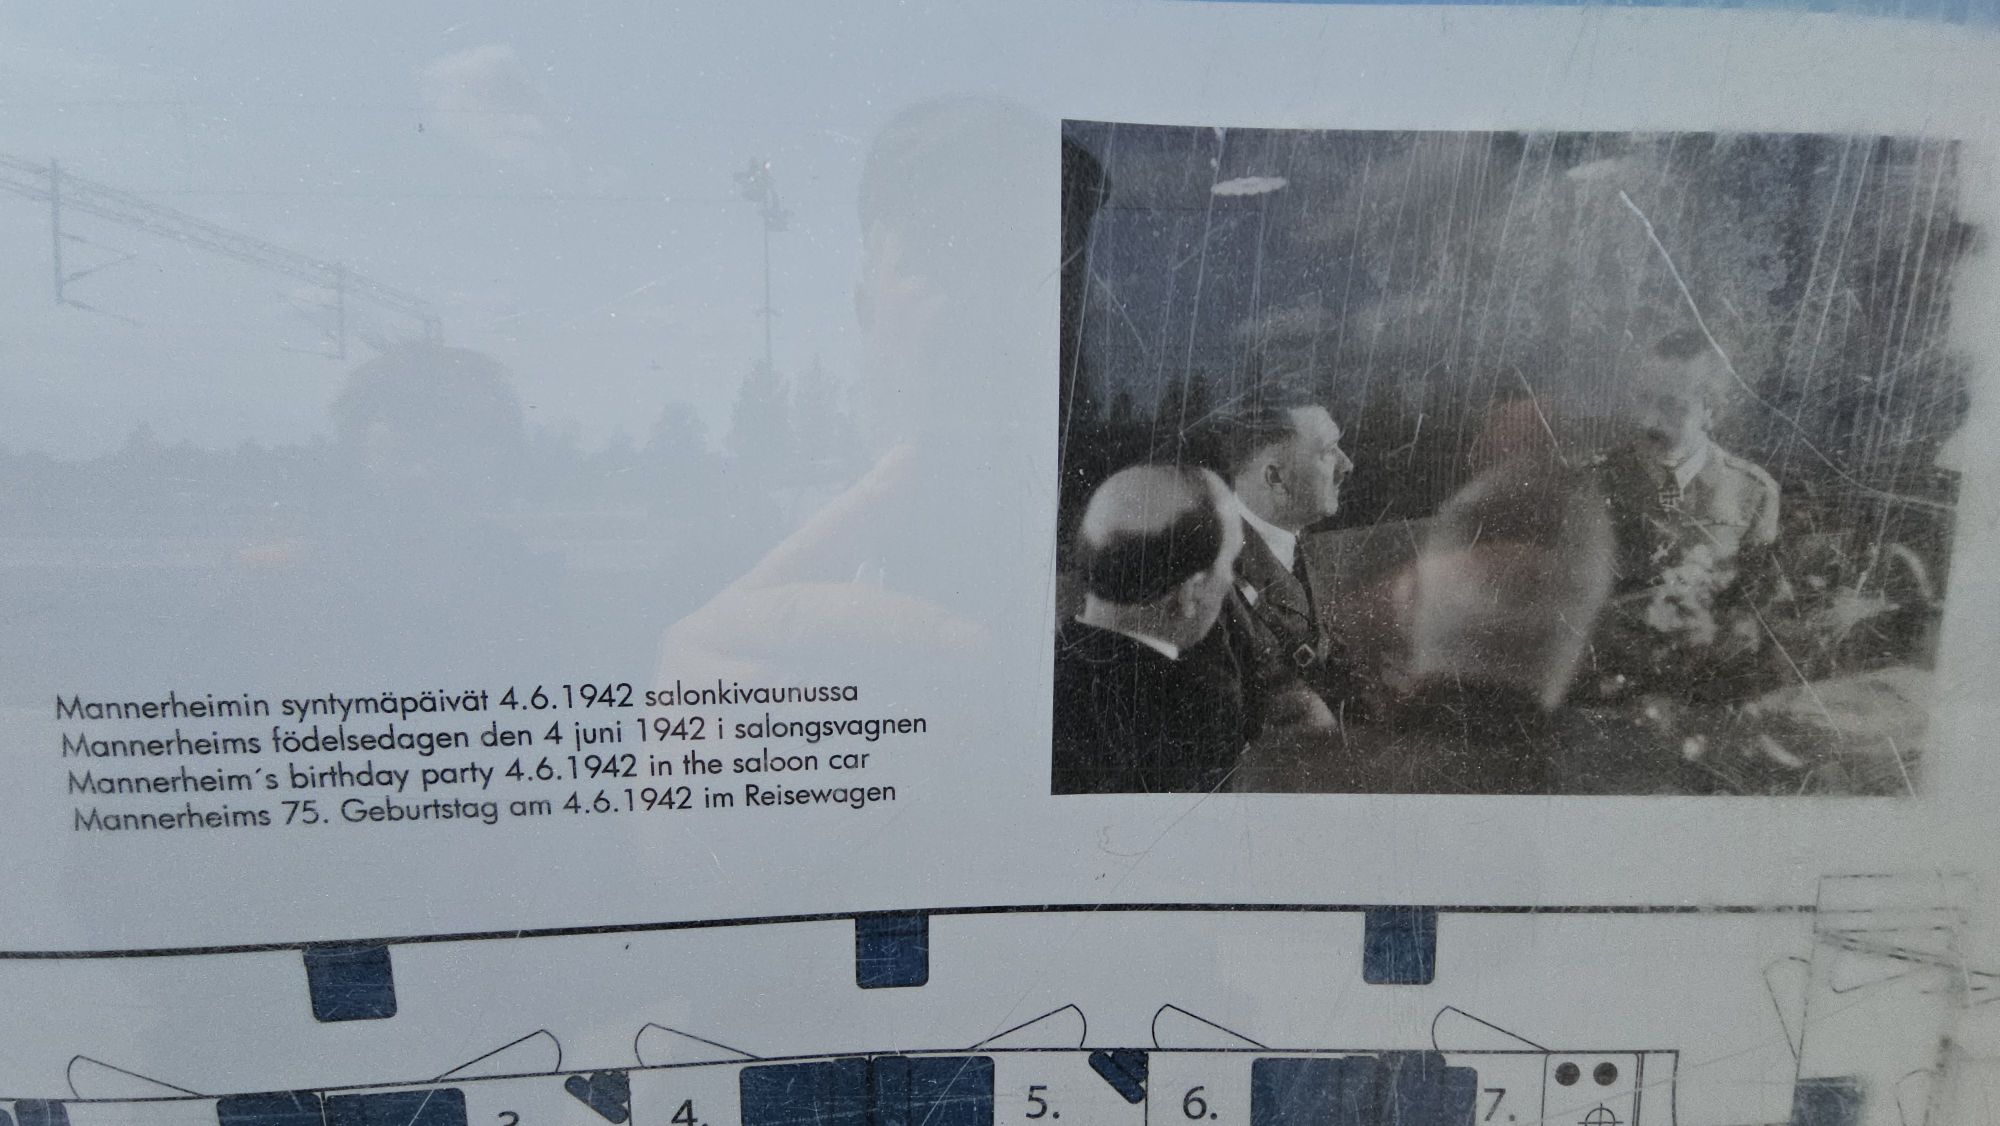 Mannerheimin syntymäpäivät 4.6.1942 salonkivaunussa
Mannerheims födelsedagen den 4 juni 1942 i salongsvagnen
Mannerheim´s birthday party 4.6.1942 in the saloon car
Mannerheims 75. Geburtstag am 4.6.1942 im Reisewagen
3.
4.
5.
6.
7.